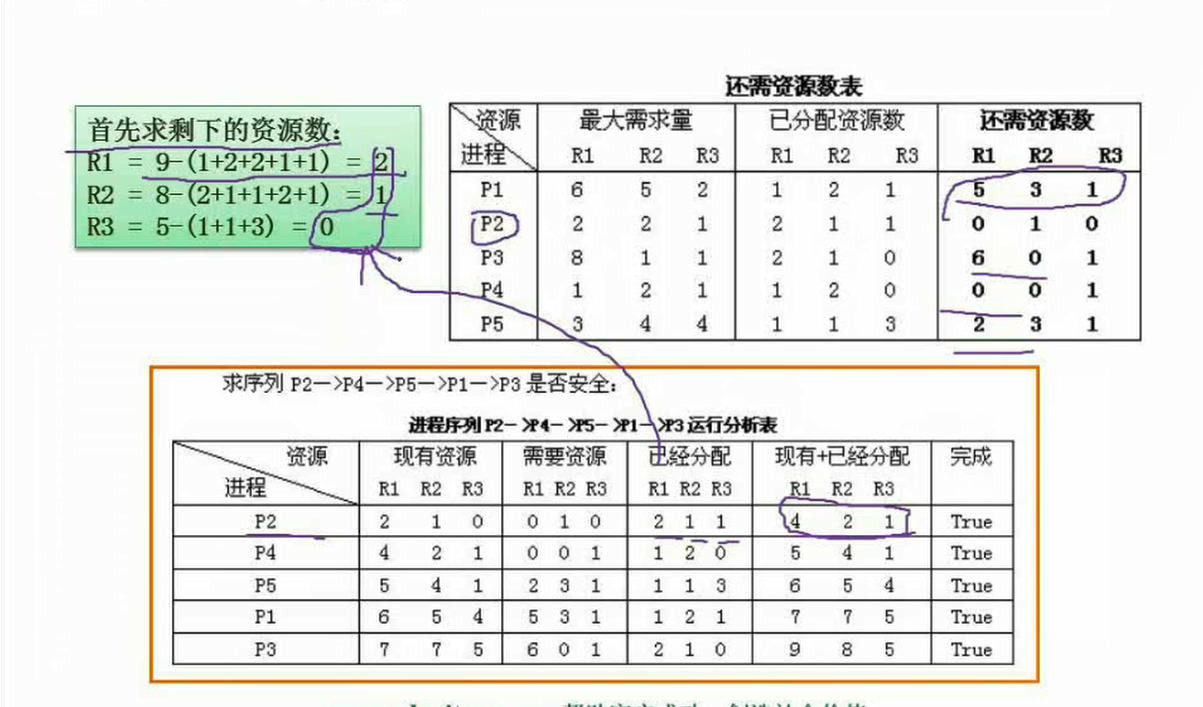 首先求剩下的资源数：
R1 = 9-(1+2+2+1+1) = 2
R2 = 8-(2+1+1+2+1) = 1
R3 = 5-(1+1+3) = 0
还需资源数表
资源 最大需求量 已分配资源数 还需资源数
进程 R1 R2 R3 R1 R2 R3 R1 R2 R3
P1 6 5 2 1 2 1 5 3 1
P2 2 2 1 2 1 1 0 1 0
P3 8 1 1 2 1 0 6 0 1
P4 1 2 1 1 2 0 0 0 1
P5 3 4 4 1 1 3 2 3 1
求序列 P2—>P4—>P5—>P1—>P3 是否安全：
进程序列 P2—>P4—>P5—>P1—>P3 运行分析表
资源 现有资源 需要资源 已经分配 现有+已经分配 完成
进程 R1 R2 R3 R1 R2 R3 R1 R2 R3 R1 R2 R3
P2 2 1 0 0 1 0 2 1 1 4 2 1 True
P4 4 2 1 0 0 1 1 2 0 5 4 1 True
P5 5 4 1 2 3 1 1 1 3 6 5 4 True
P1 6 5 4 5 3 1 1 2 1 7 7 5 True
P3 7 7 5 6 0 1 2 1 0 9 8 5 True